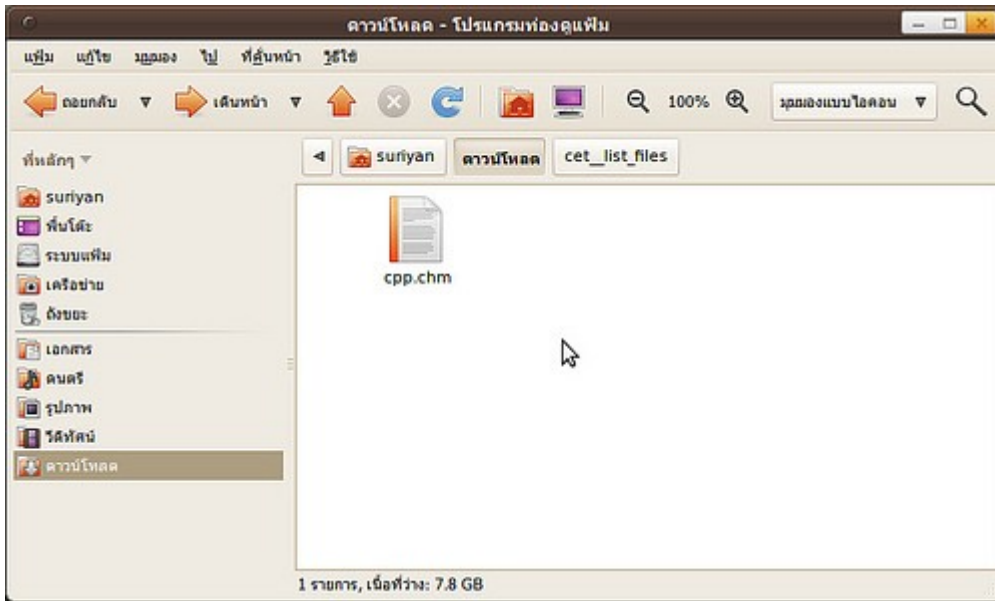 ดาวน์โหลด - โปรแกรมท่องดูแฟ้ม
แฟ้ม แก้ไข มุมมอง ไป ที่คั่นหน้า วิธีใช้
ถอยกลับ เดินหน้า 100% มุมมองแบบไอคอน
ที่หลักๆ
suriyan ดาวน์โหลด cet__list_files
suriyan
พื้นโต๊ะ
ระบบแฟ้ม
เครือข่าย
ถังขยะ
เอกสาร
ดนตรี
รูปภาพ
วีดิทัศน์
ดาวน์โหลด
cpp.chm
1 รายการ, เนื้อที่ว่าง: 7.8 GB